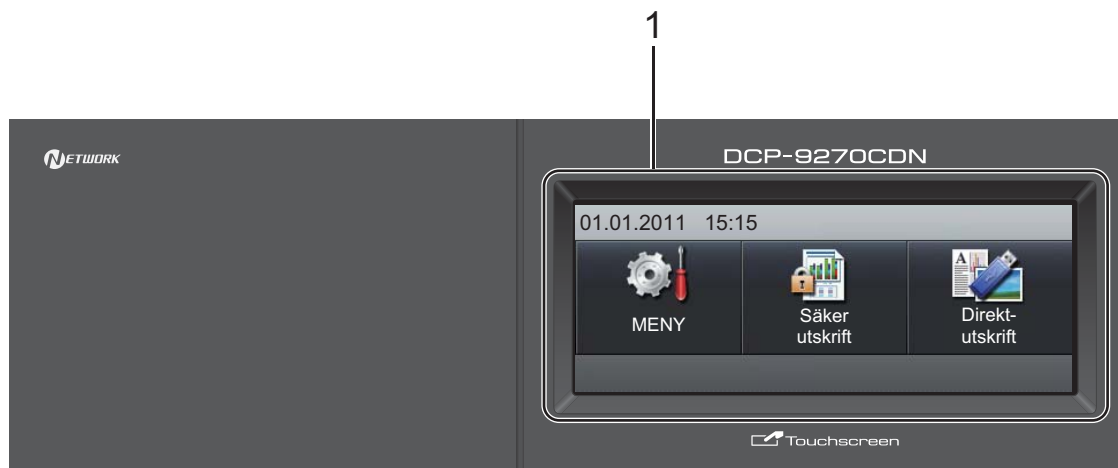 1
NETWORK
DCP-9270CDN
01.01.2011 15:15
MENY
Säker
utskrift
Direkt-
utskrift
Touchscreen